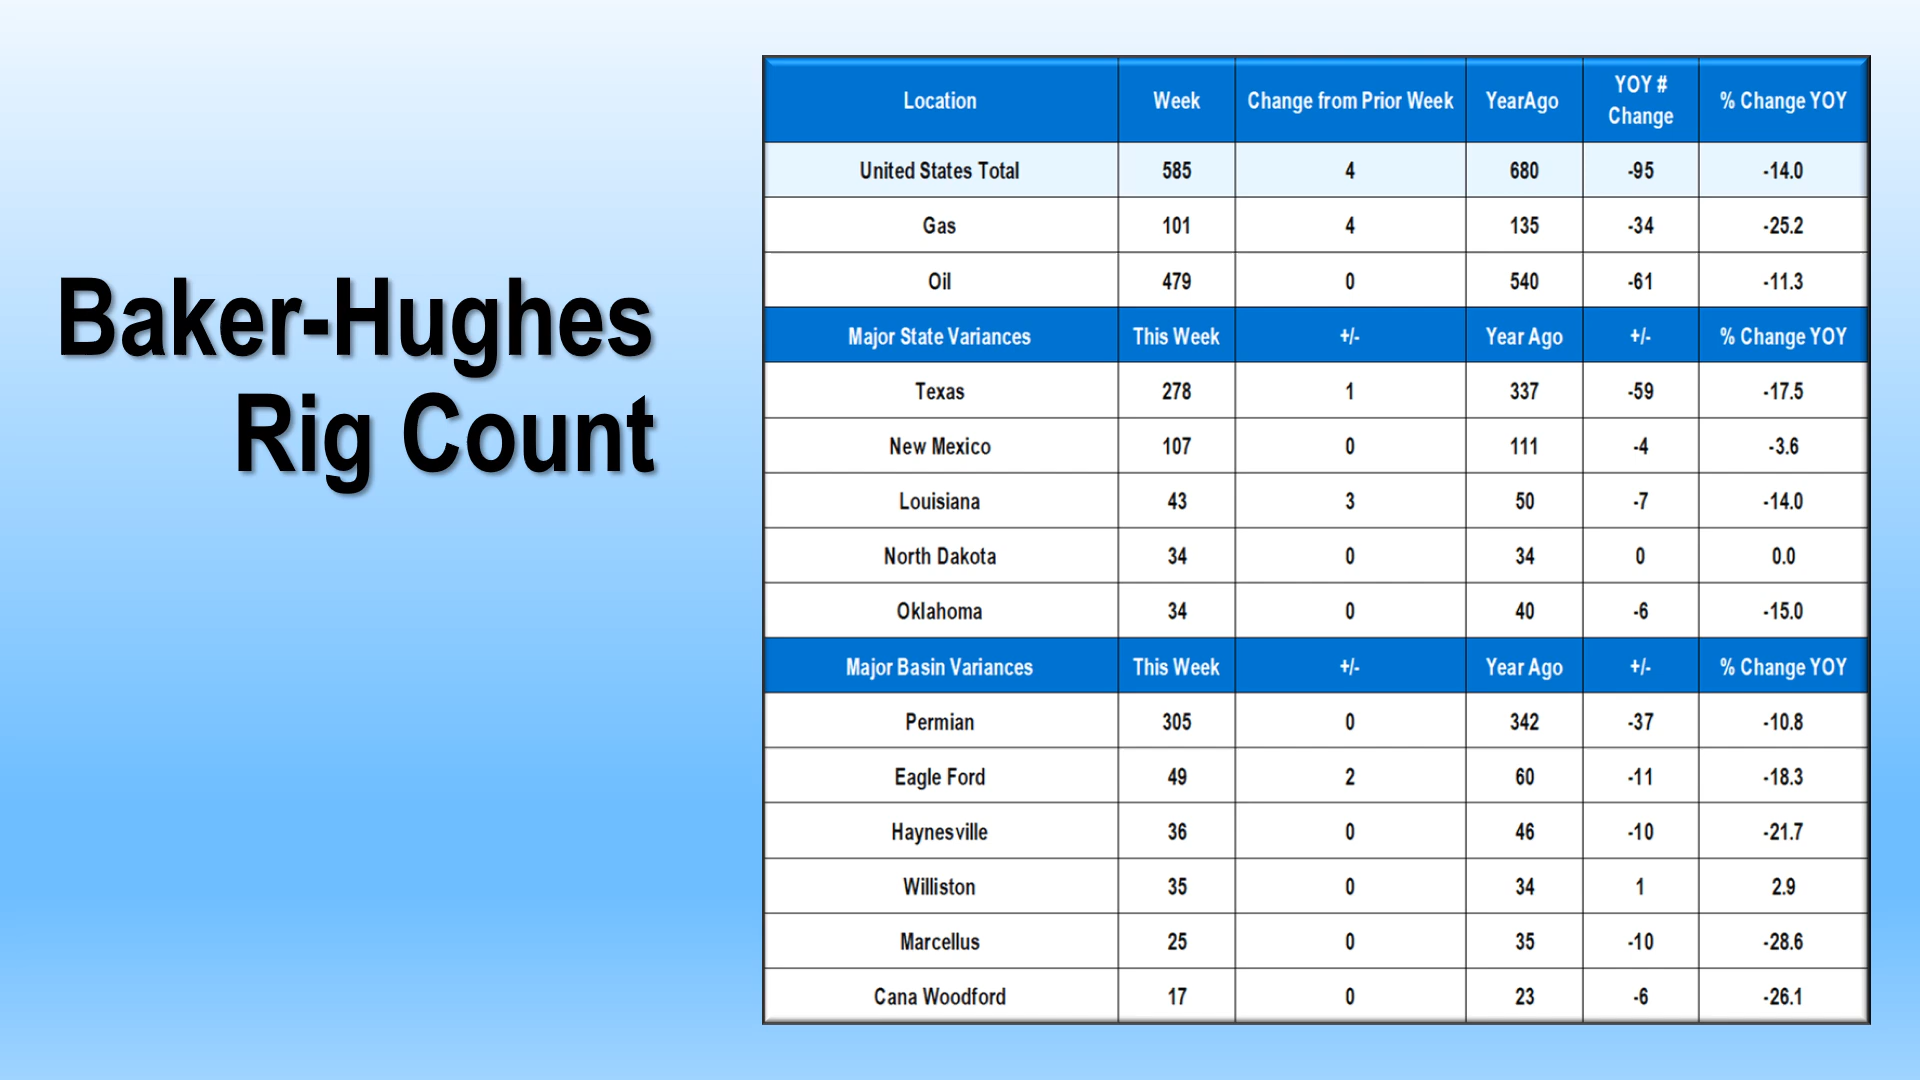 Baker-Hughes
Rig Count
Location Week Change from Prior Week YearAgo YOY # Change % Change YOY
United States Total 585 4 680 -95 -14.0
Gas 101 4 135 -34 -25.2
Oil 479 0 540 -61 -11.3
Major State Variances This Week +/- Year Ago +/- % Change YOY
Texas 278 1 337 -59 -17.5
New Mexico 107 0 111 -4 -3.6
Louisiana 43 3 50 -7 -14.0
North Dakota 34 0 34 0 0.0
Oklahoma 34 0 40 -6 -15.0
Major Basin Variances This Week +/- Year Ago +/- % Change YOY
Permian 305 0 342 -37 -10.8
Eagle Ford 49 2 60 -11 -18.3
Haynesville 36 0 46 -10 -21.7
Williston 35 0 34 1 2.9
Marcellus 25 0 35 -10 -28.6
Cana Woodford 17 0 23 -6 -26.1